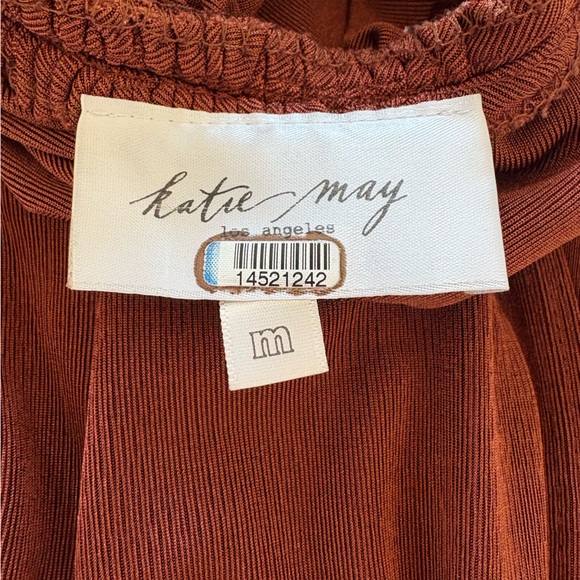 katie may
los angeles
14521242
m